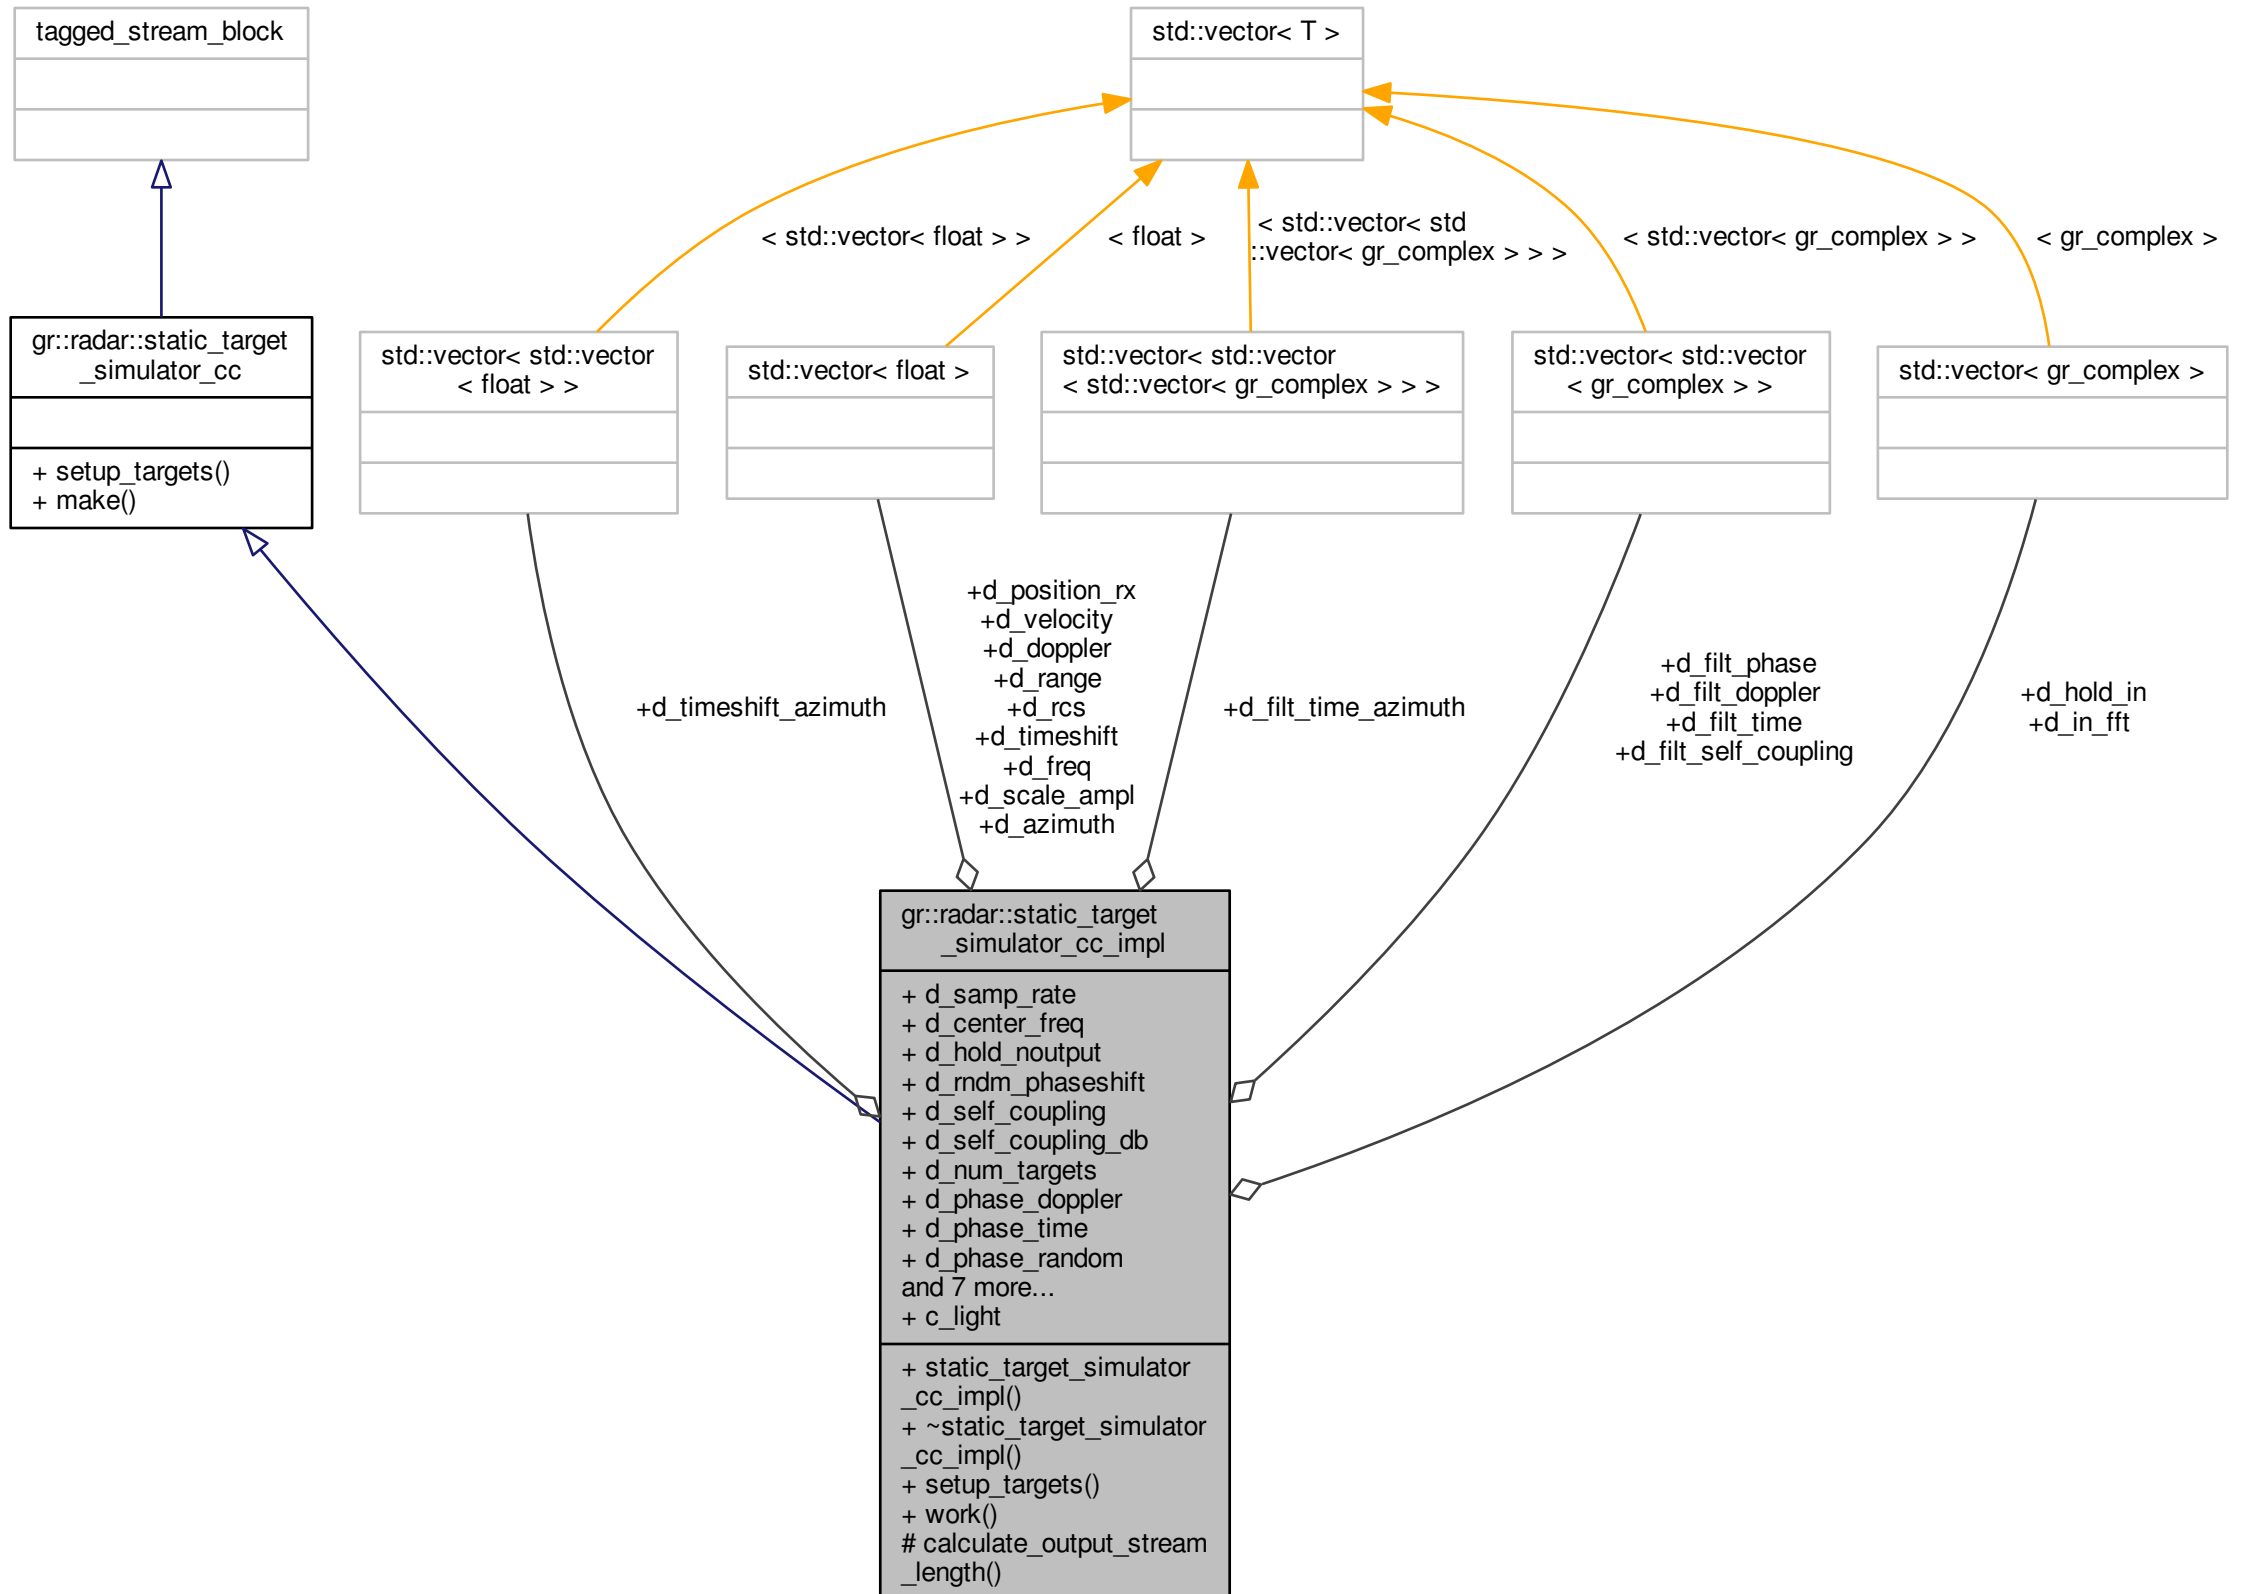 tagged_stream_block
std::vector< T >
< std::vector< float > >
< float >
< std::vector< std
::vector< gr_complex > > >
< std::vector< gr_complex > >
< gr_complex >
gr::radar::static_target
_simulator_cc
+ setup_targets()
+ make()
std::vector< std::vector
< float > >
std::vector< float >
std::vector< std::vector
< std::vector< gr_complex > > >
std::vector< std::vector
< gr_complex > >
std::vector< gr_complex >
+d_timeshift_azimuth
+d_position_rx
+d_velocity
+d_doppler
+d_range
+d_rcs
+d_timeshift
+d_freq
+d_scale_ampl
+d_azimuth
+d_filt_time_azimuth
+d_filt_phase
+d_filt_doppler
+d_filt_time
+d_filt_self_coupling
+d_hold_in
+d_in_fft
gr::radar::static_target
_simulator_cc_impl
+ d_samp_rate
+ d_center_freq
+ d_hold_noutput
+ d_rndm_phaseshift
+ d_self_coupling
+ d_self_coupling_db
+ d_num_targets
+ d_phase_doppler
+ d_phase_time
+ d_phase_random
and 7 more...
+ c_light
+ static_target_simulator
_cc_impl()
+ ~static_target_simulator
_cc_impl()
+ setup_targets()
+ work()
# calculate_output_stream
_length()